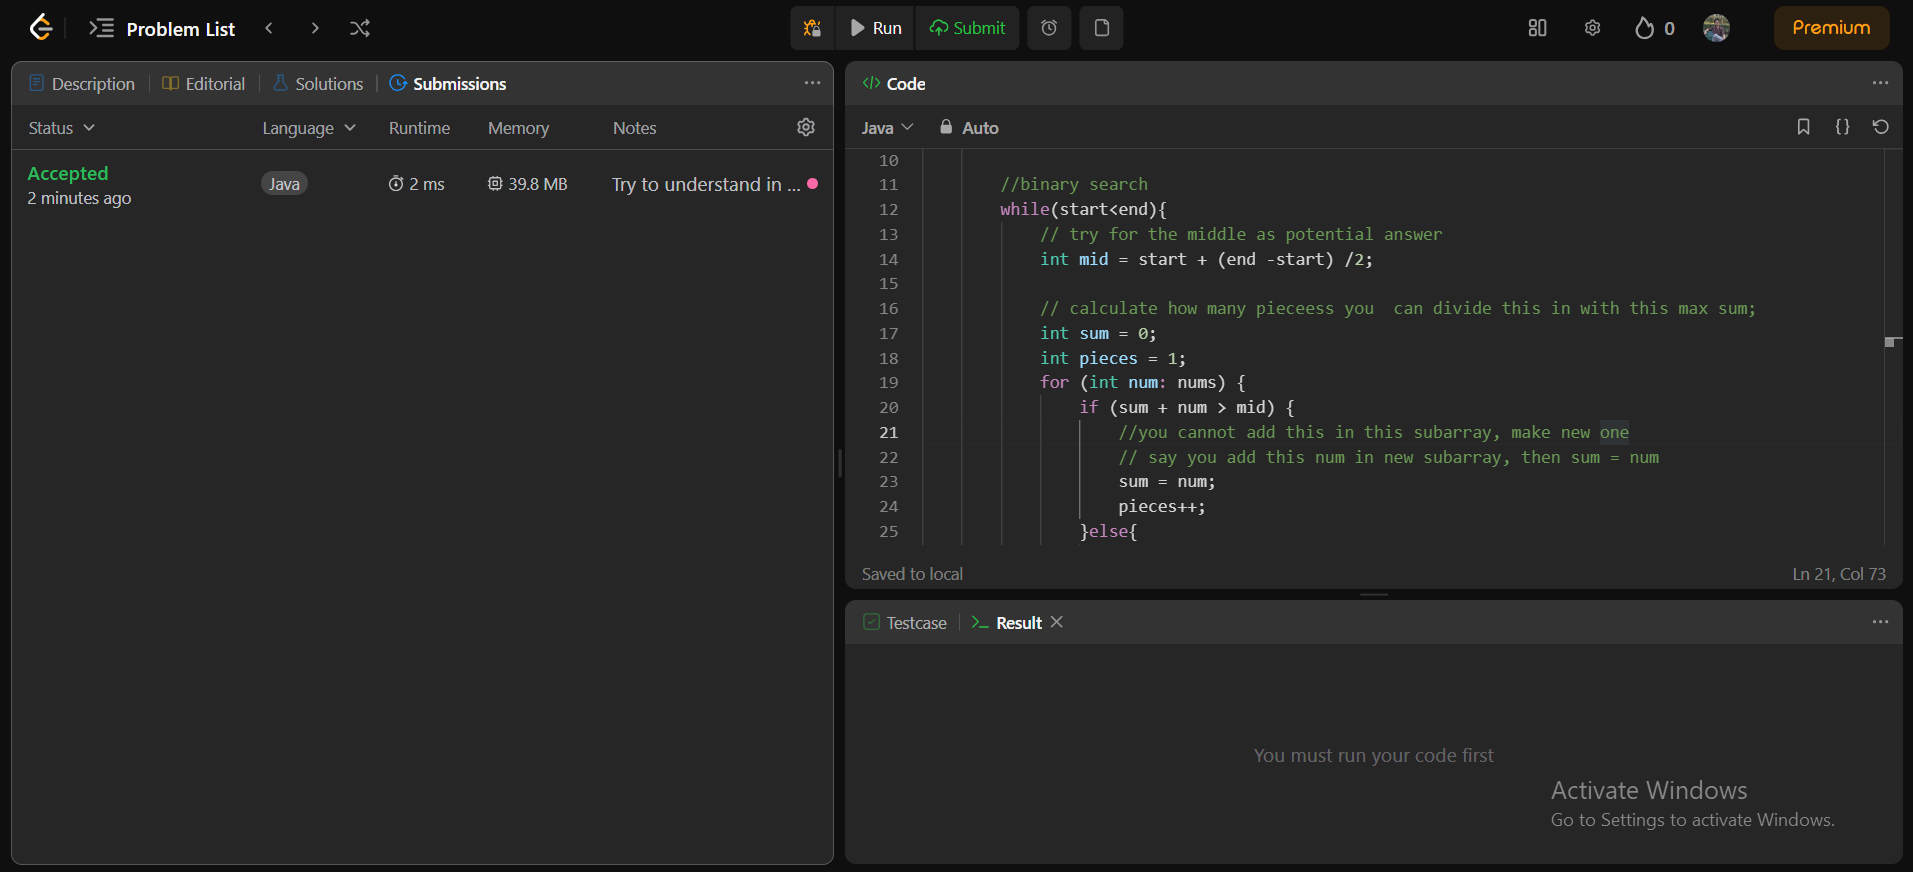 Problem List
Run
Submit
0
Premium
Description
Editorial
Solutions
Submissions
Status
Language
Runtime
Memory
Notes
Accepted
2 minutes ago
Java
2 ms
39.8 MB
Try to understand in ...
Code
Java
Auto
10
11 //binary search
12 while(start<end){
13 // try for the middle as potential answer
14 int mid = start + (end -start) /2;
15
16 // calculate how many pieceess you  can divide this in with this max sum;
17 int sum = 0;
18 int pieces = 1;
19 for (int num: nums) {
20 if (sum + num > mid) {
21 //you cannot add this in this subarray, make new one
22 // say you add this num in new subarray, then sum = num
23 sum = num;
24 pieces++;
25 }else{
Saved to local
Ln 21, Col 73
Testcase
Result
You must run your code first
Activate Windows
Go to Settings to activate Windows.